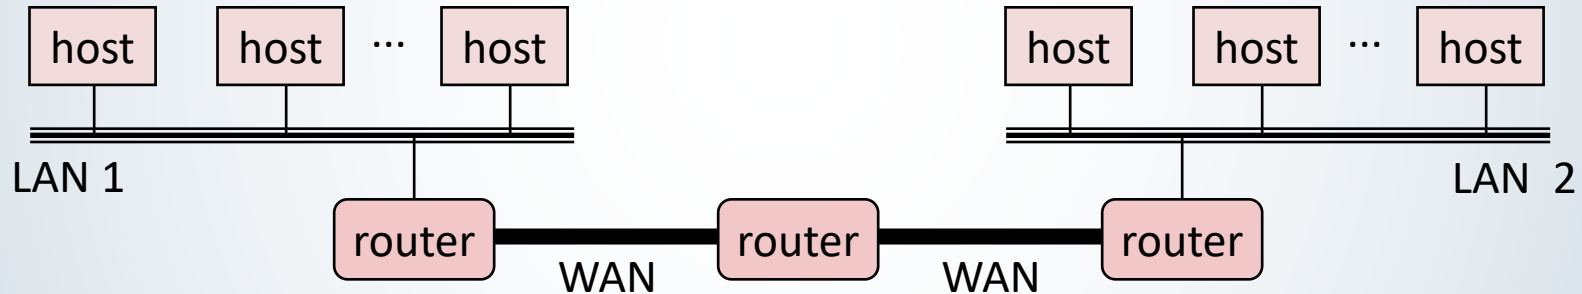 host host ... host host host ... host
LAN 1 LAN 2
router router router
WAN WAN